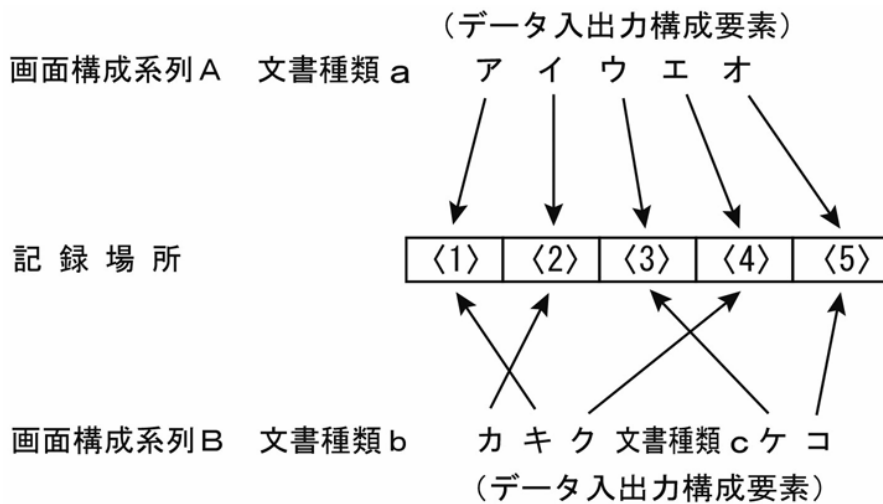 (データ入出力構成要素)
画面構成系列A 文書種類a ア イ ウ エ オ
記録場所 〈1〉 〈2〉 〈3〉 〈4〉 〈5〉
画面構成系列B 文書種類b カ キ ク 文書種類c ケ コ
(データ入出力構成要素)